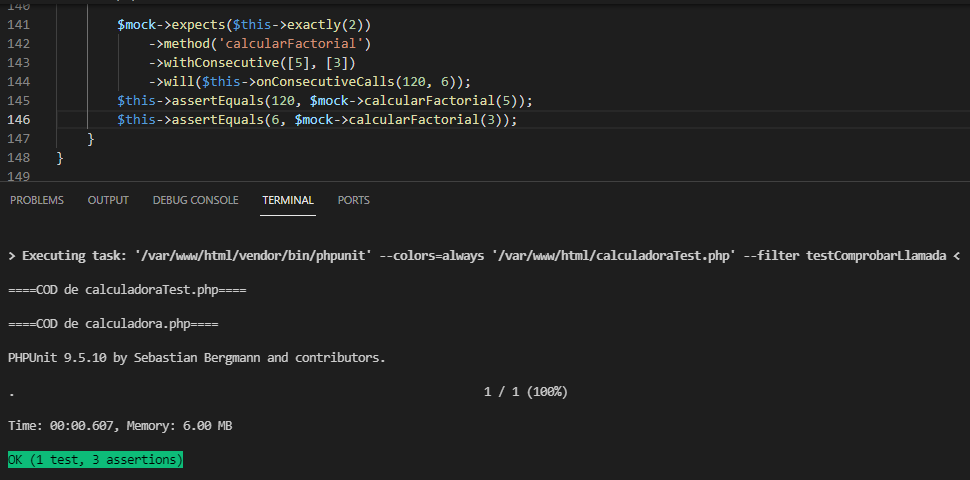 140
141 $mock->expects($this->exactly(2))
142 ->method('calcularFactorial')
143 ->withConsecutive([5], [3])
144 ->will($this->onConsecutiveCalls(120, 6));
145 $this->assertEquals(120, $mock->calcularFactorial(5));
146 $this->assertEquals(6, $mock->calcularFactorial(3));
147 }
148 }
149
PROBLEMS OUTPUT DEBUG CONSOLE TERMINAL PORTS
> Executing task: '/var/www/html/vendor/bin/phpunit' --colors=always '/var/www/html/calculadoraTest.php' --filter testComprobarLlamada <
====COD de calculadoraTest.php====
====COD de calculadora.php====
PHPUnit 9.5.10 by Sebastian Bergmann and contributors.
. 1 / 1 (100%)
Time: 00:00.607, Memory: 6.00 MB
OK (1 test, 3 assertions)